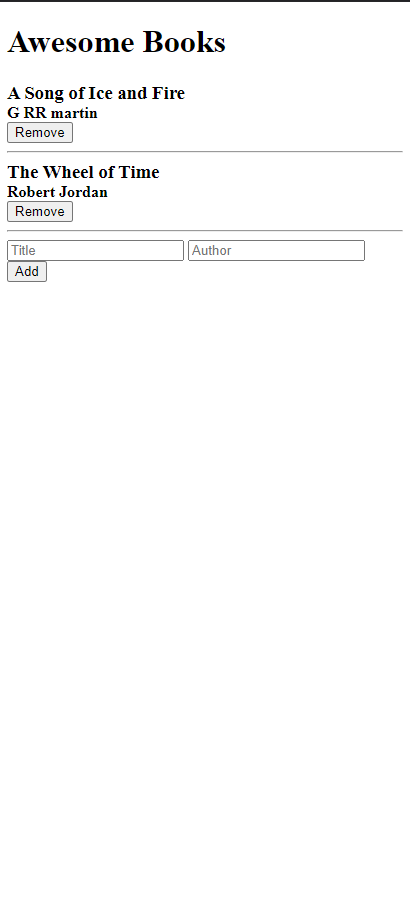 Awesome Books
A Song of Ice and Fire
G RR martin
Remove
The Wheel of Time
Robert Jordan
Remove
Title Author
Add